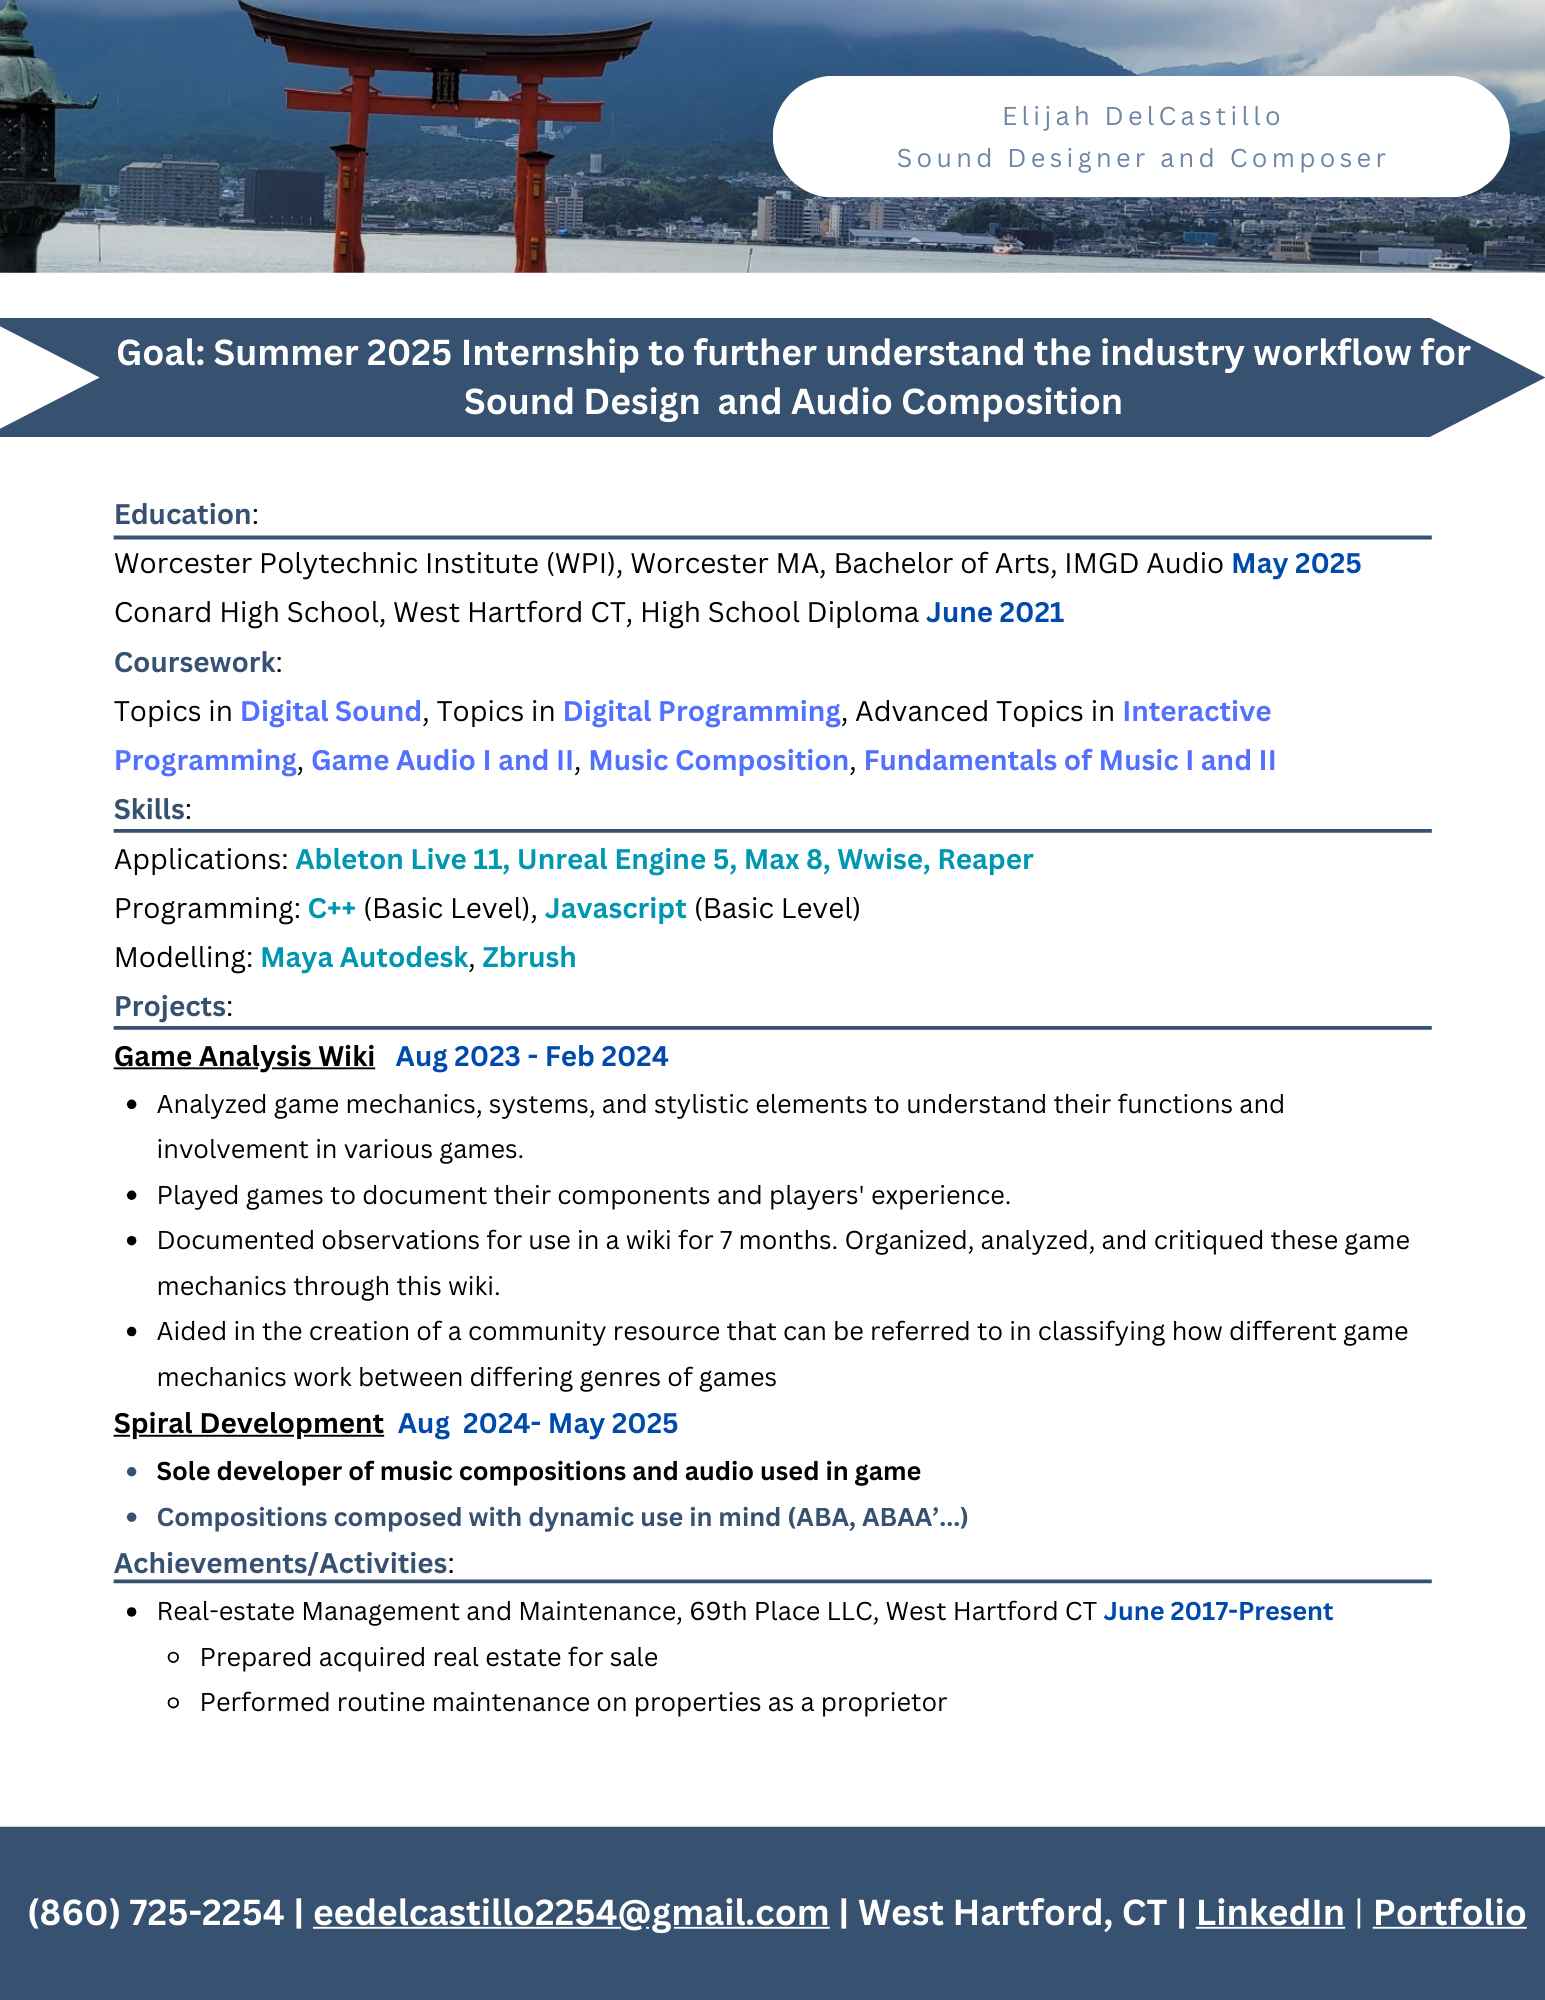 Elijah DelCastillo
Sound Designer and Composer
Goal: Summer 2025 Internship to further understand the industry workflow for
Sound Design  and Audio Composition
Education:
Worcester Polytechnic Institute (WPI), Worcester MA, Bachelor of Arts, IMGD Audio May 2025
Conard High School, West Hartford CT, High School Diploma June 2021
Coursework:
Topics in Digital Sound, Topics in Digital Programming, Advanced Topics in Interactive
Programming, Game Audio I and II, Music Composition, Fundamentals of Music I and II
Skills:
Applications: Ableton Live 11, Unreal Engine 5, Max 8, Wwise, Reaper
Programming: C++ (Basic Level), Javascript (Basic Level)
Modelling: Maya Autodesk, Zbrush
Projects:
Game Analysis Wiki   Aug 2023 - Feb 2024
• Analyzed game mechanics, systems, and stylistic elements to understand their functions and
involvement in various games.
• Played games to document their components and players' experience.
• Documented observations for use in a wiki for 7 months. Organized, analyzed, and critiqued these game
mechanics through this wiki.
• Aided in the creation of a community resource that can be referred to in classifying how different game
mechanics work between differing genres of games
Spiral Development  Aug  2024- May 2025
• Sole developer of music compositions and audio used in game
• Compositions composed with dynamic use in mind (ABA, ABAA’...)
Achievements/Activities:
• Real-estate Management and Maintenance, 69th Place LLC, West Hartford CT June 2017-Present
◦ Prepared acquired real estate for sale
◦ Performed routine maintenance on properties as a proprietor
(860) 725-2254 | eedelcastillo2254@gmail.com | West Hartford, CT | LinkedIn | Portfolio